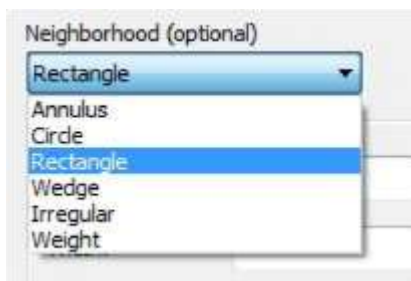 Neighborhood (optional)
Rectangle
Annulus
Circle
Rectangle
Wedge
Irregular
Weight